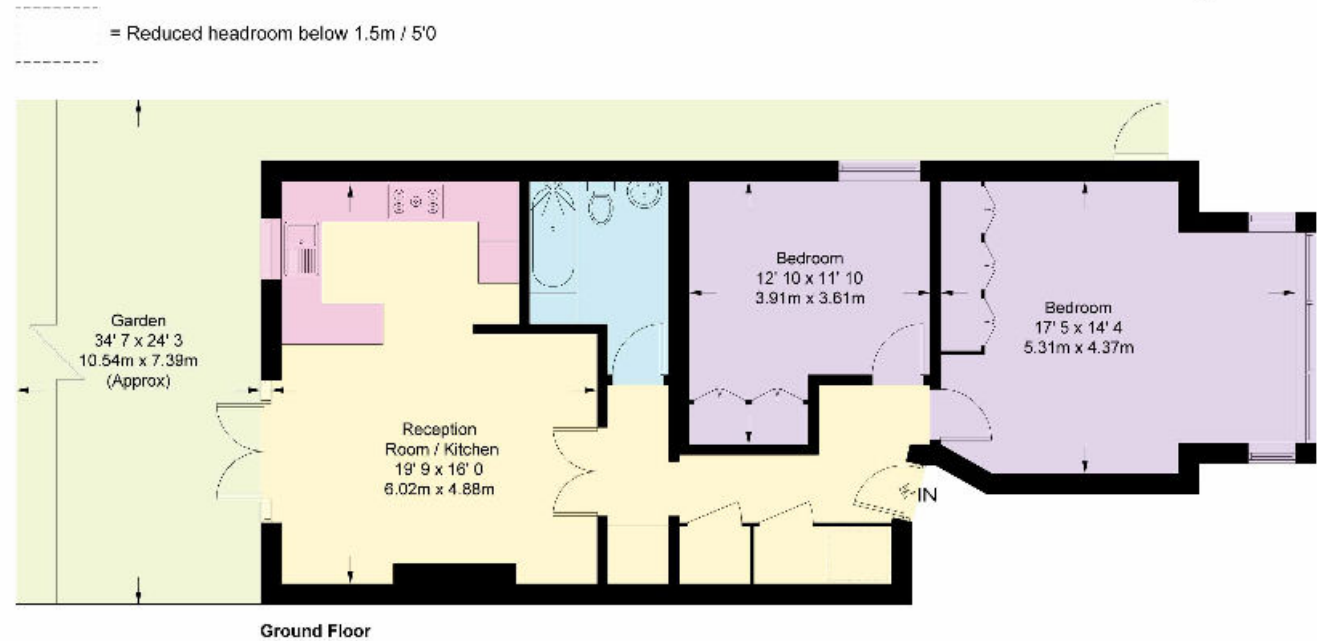 = Reduced headroom below 1.5m / 5'0
Garden
34' 7 x 24' 3
10.54m x 7.39m
(Approx)
Reception
Room / Kitchen
19' 9 x 16' 0
6.02m x 4.88m
Bedroom
12' 10 x 11' 10
3.91m x 3.61m
Bedroom
17' 5 x 14' 4
5.31m x 4.37m
IN
Ground Floor